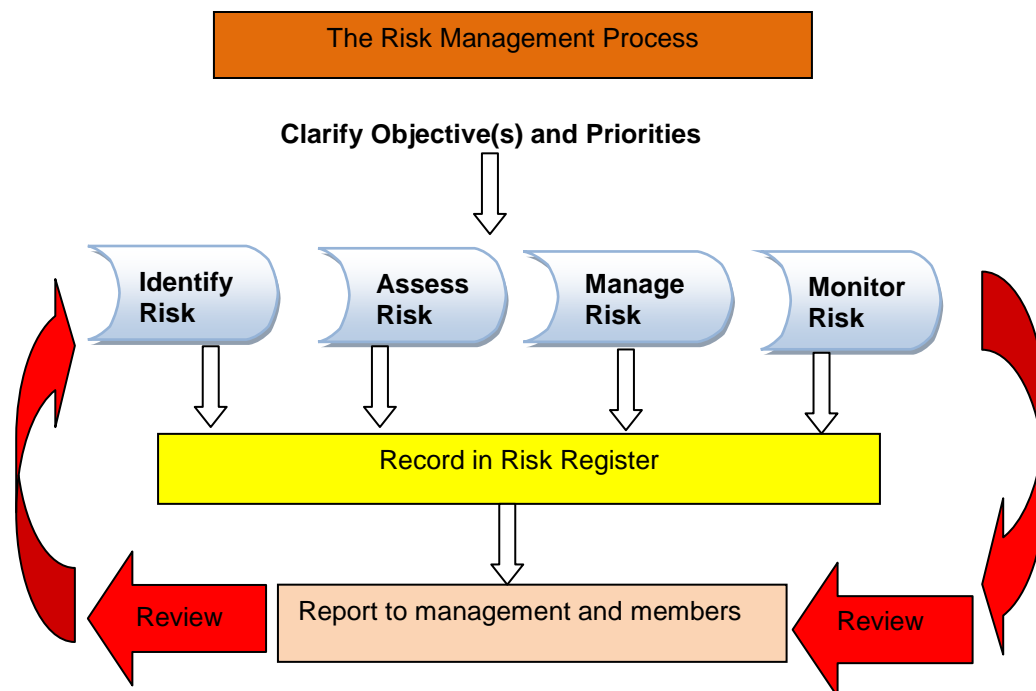 The Risk Management Process
Clarify Objective(s) and Priorities
Identify
Risk
Assess
Risk
Manage
Risk
Monitor
Risk
Record in Risk Register
Report to management and members
Review
Review